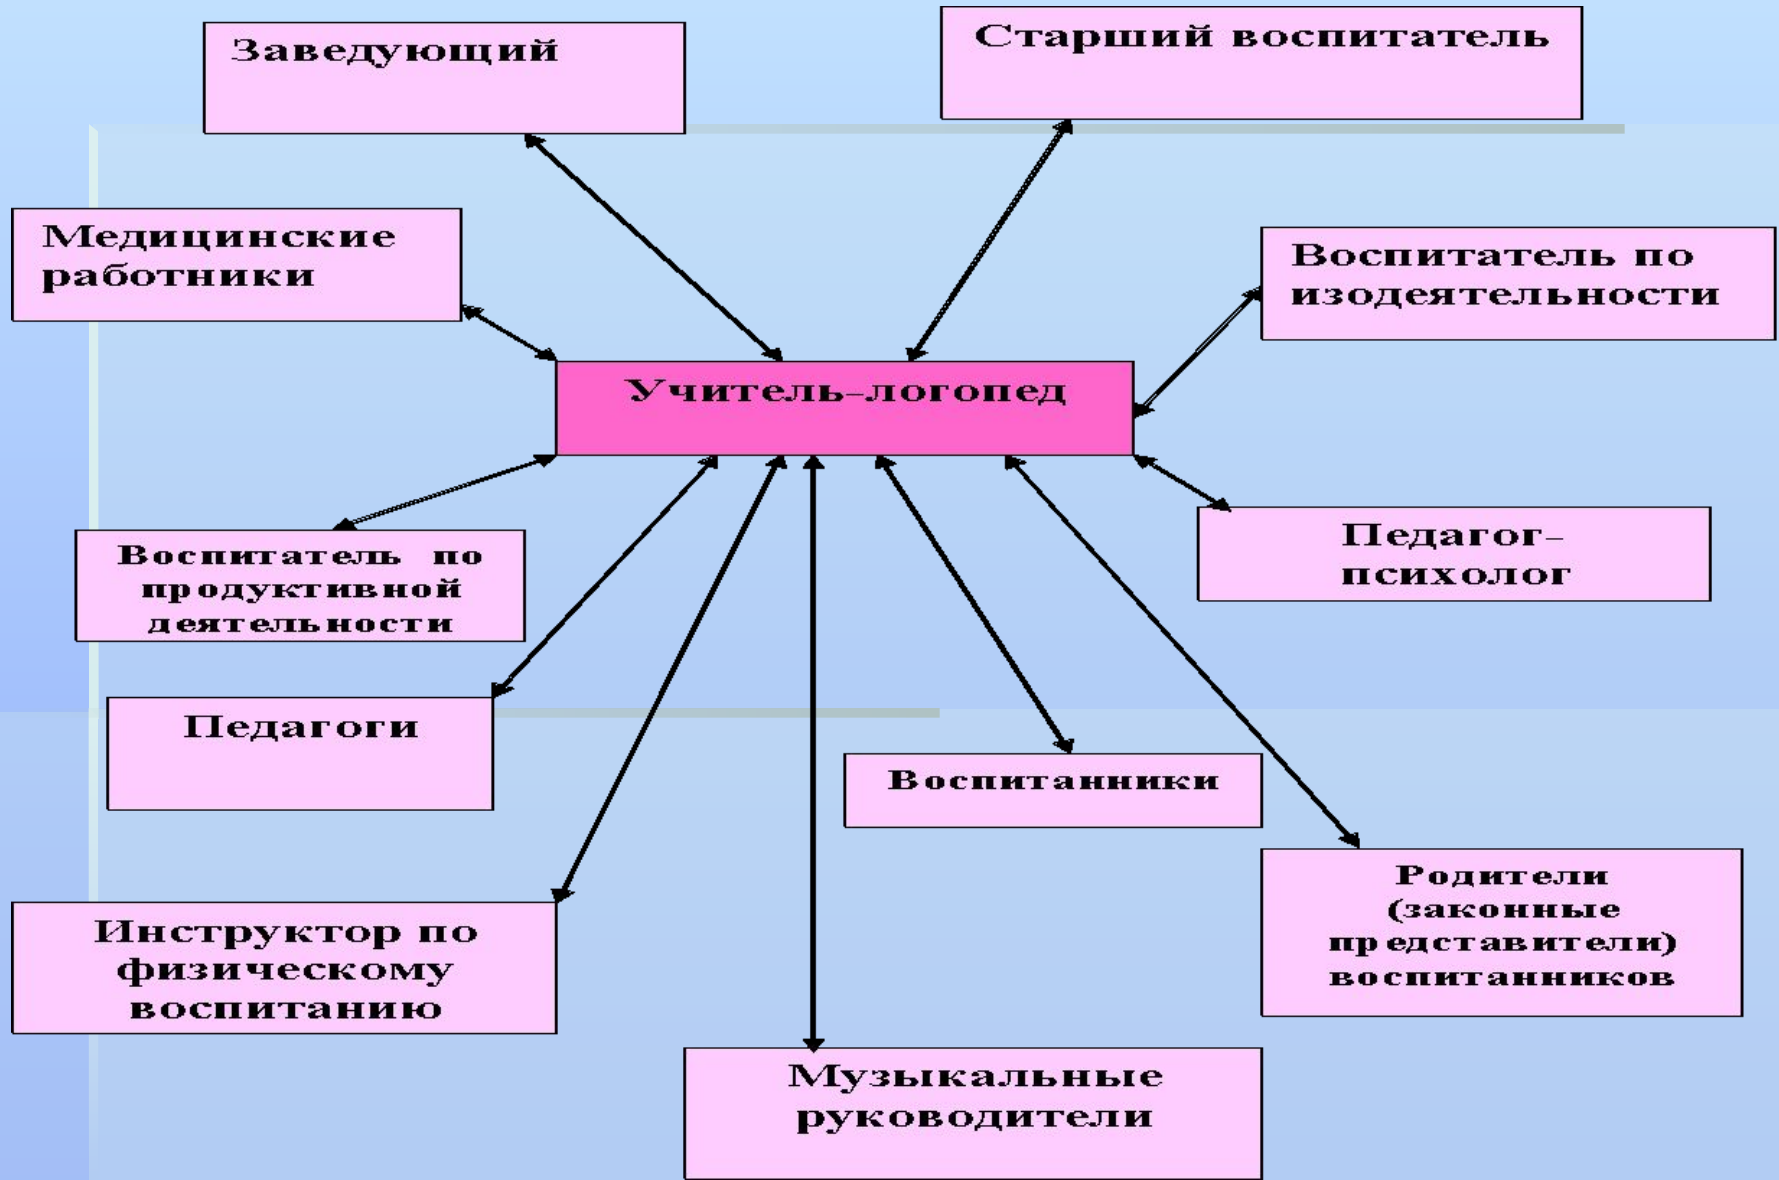 Заведующий
Старший воспитатель
Медицинские
работники
Воспитатель по
изодеятельности
Учитель-логопед
Воспитатель по
продуктивной
деятельности
Педагог-
психолог
Педагоги
Воспитанники
Родители
(законные
представители)
воспитанников
Инструктор по
физическому
воспитанию
Музыкальные
руководители